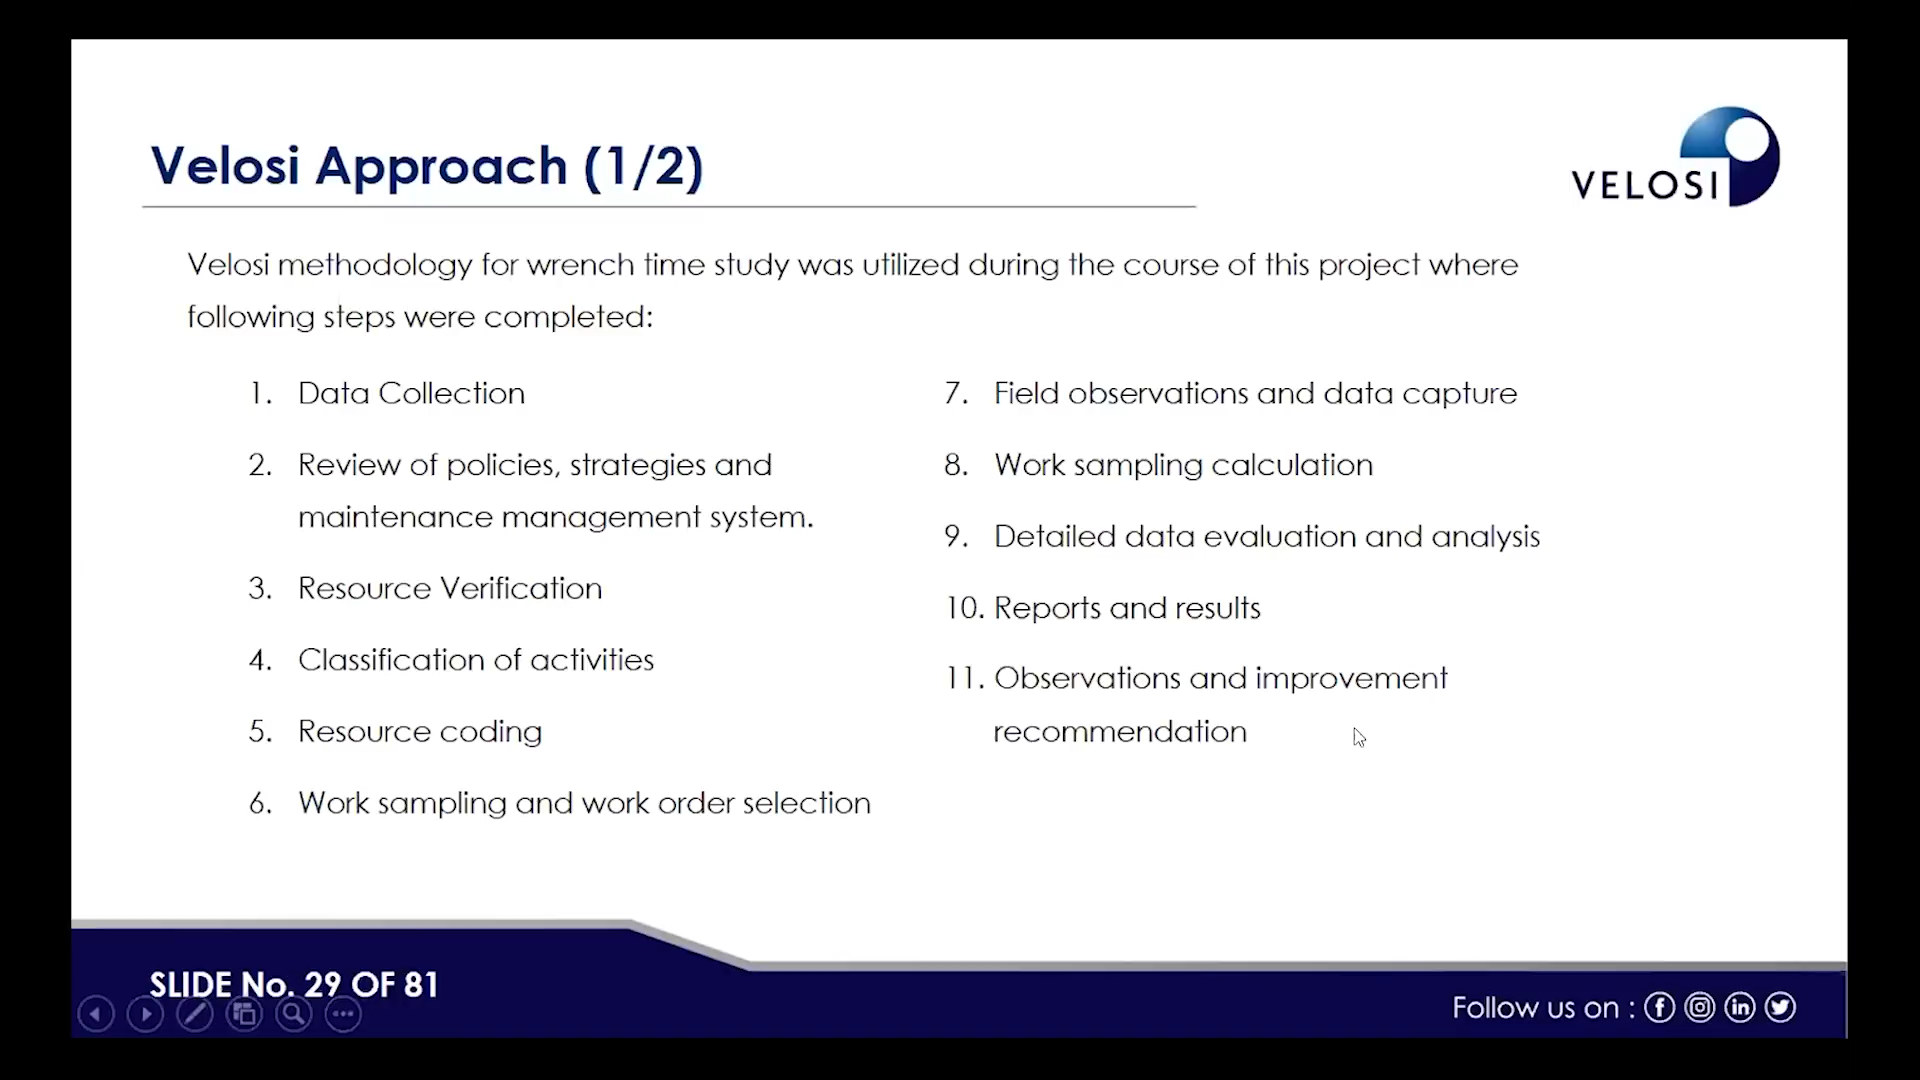 Velosi Approach (1/2)
VELOSI
Velosi methodology for wrench time study was utilized during the course of this project where
following steps were completed:
1. Data Collection
2. Review of policies, strategies and
maintenance management system.
3. Resource Verification
4. Classification of activities
5. Resource coding
6. Work sampling and work order selection
7. Field observations and data capture
8. Work sampling calculation
9. Detailed data evaluation and analysis
10. Reports and results
11. Observations and improvement
recommendation
SLIDE No. 29 OF 81
Follow us on :